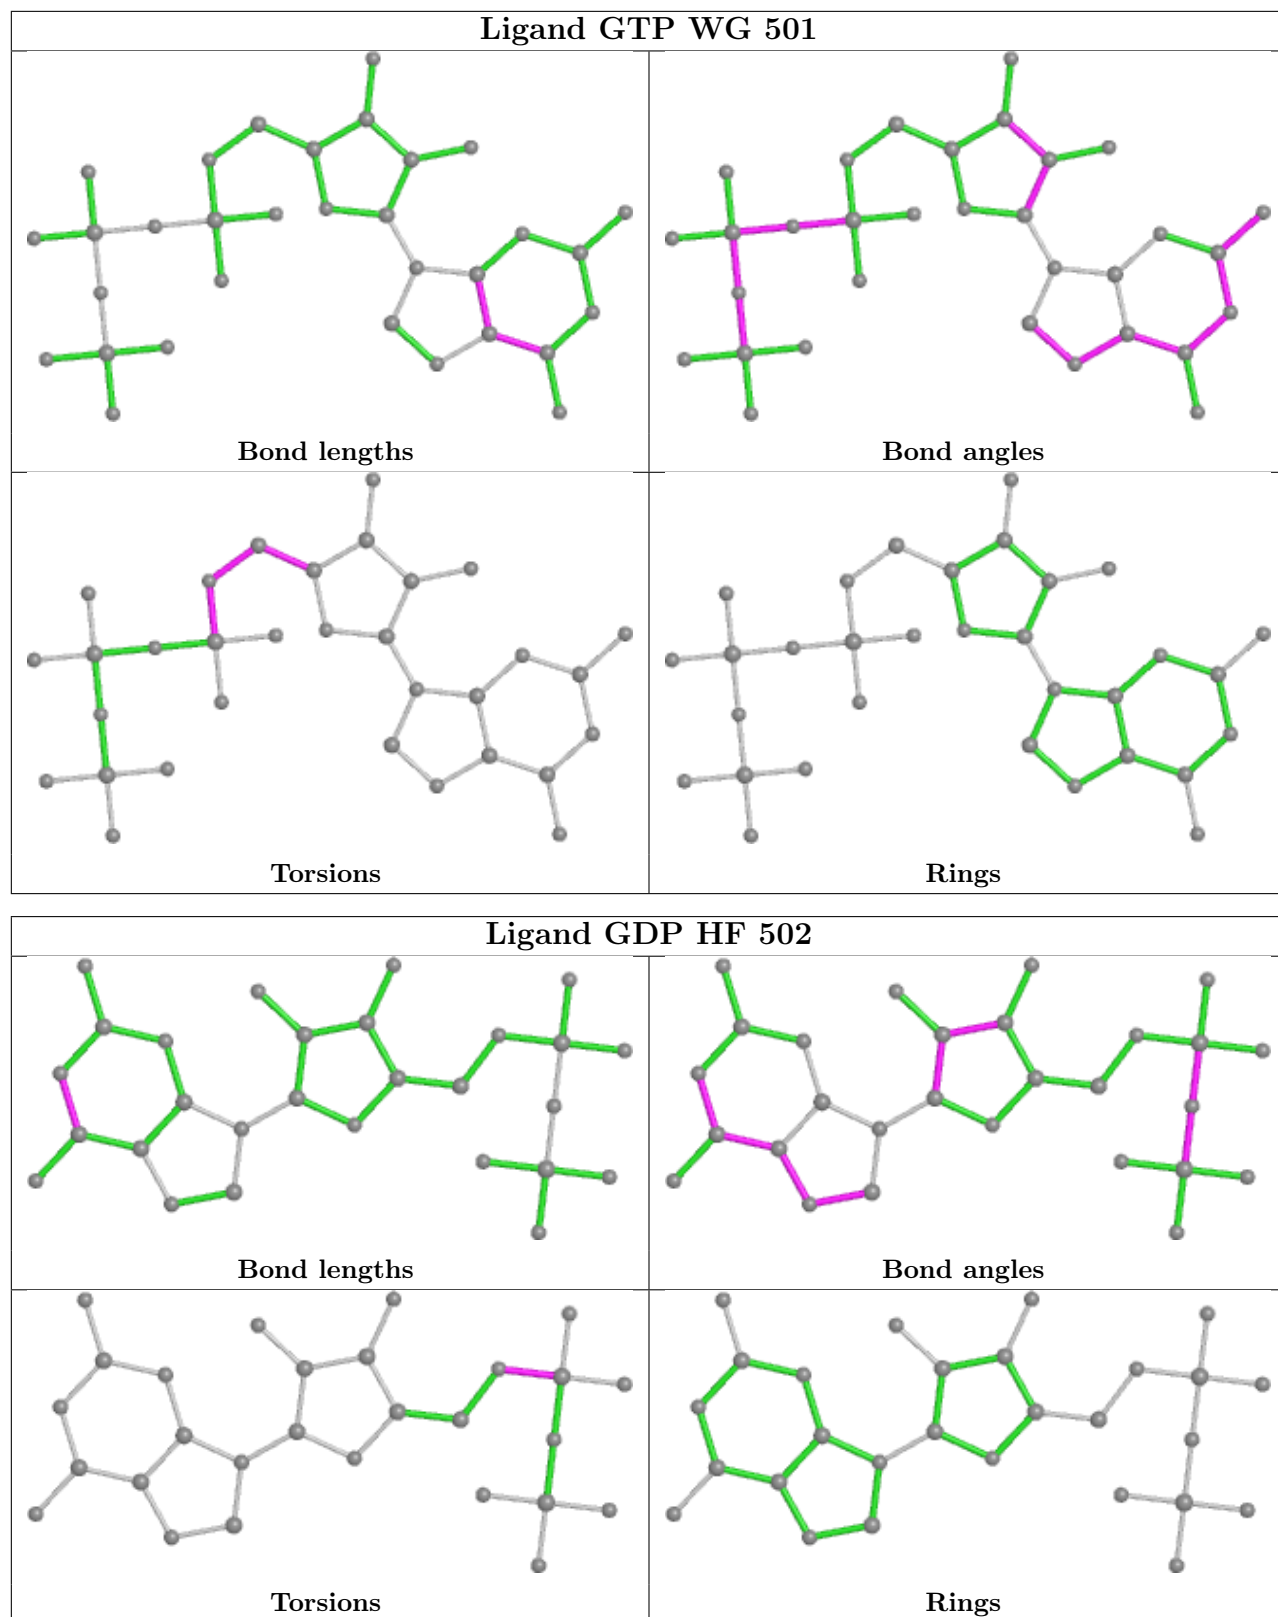 Ligand GTP WG 501
Bond lengths
Bond angles
Torsions
Rings
Ligand GDP HF 502
Bond lengths
Bond angles
Torsions
Rings